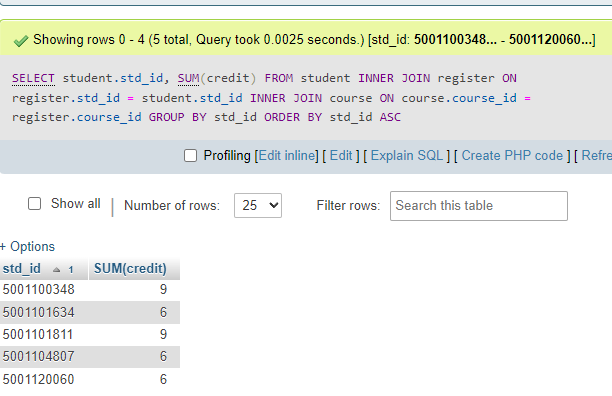 Showing rows 0 - 4 (5 total, Query took 0.0025 seconds.) [std_id: 5001100348... - 5001120060...]
SELECT student.std_id, SUM(credit) FROM student INNER JOIN register ON
register.std_id = student.std_id INNER JOIN course ON course.course_id =
register.course_id GROUP BY std_id ORDER BY std_id ASC
Profiling [Edit inline] [ Edit ] [ Explain SQL ] [ Create PHP code ] [ Refre
Show all | Number of rows: 25 Filter rows: Search this table
+ Options
std_id 1 SUM(credit)
5001100348 9
5001101634 6
5001101811 9
5001104807 6
5001120060 6